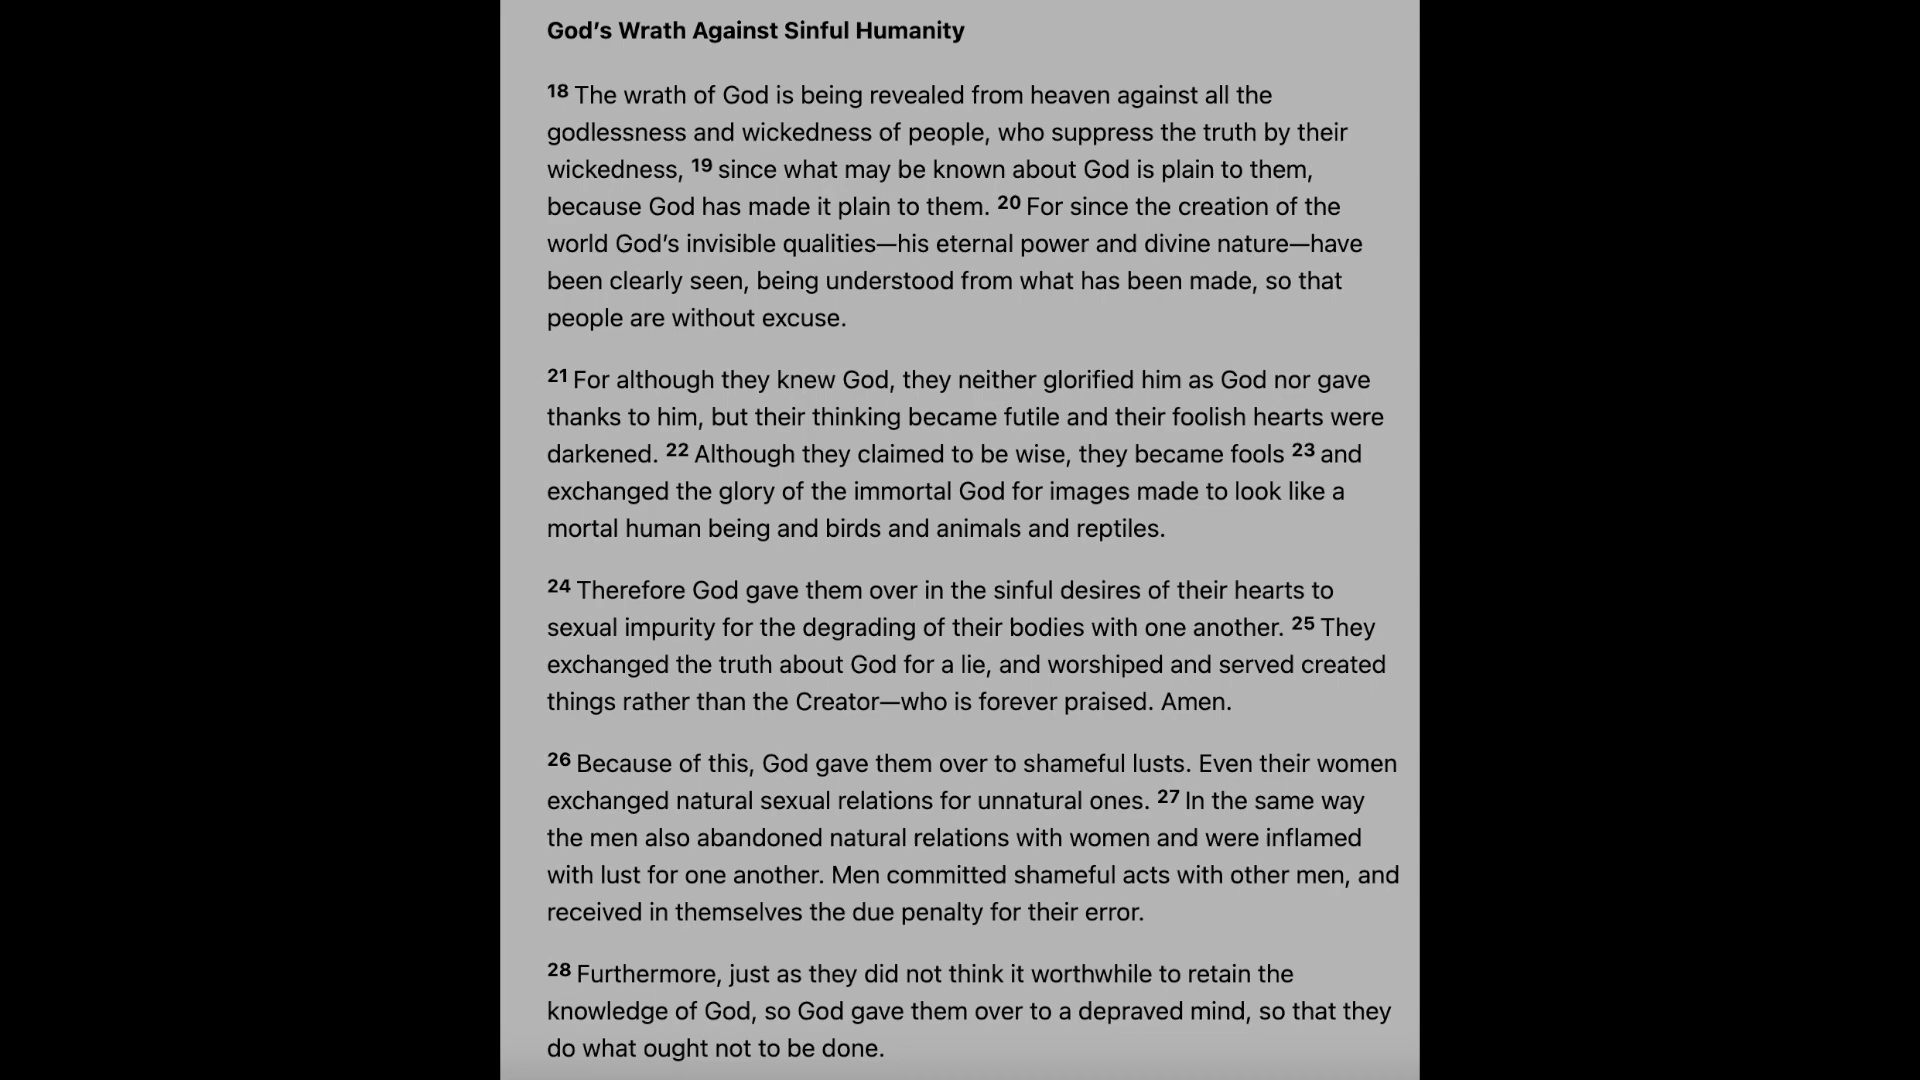 God’s Wrath Against Sinful Humanity
18 The wrath of God is being revealed from heaven against all the
godlessness and wickedness of people, who suppress the truth by their
wickedness, 19 since what may be known about God is plain to them,
because God has made it plain to them. 20 For since the creation of the
world God’s invisible qualities—his eternal power and divine nature—have
been clearly seen, being understood from what has been made, so that
people are without excuse.
21 For although they knew God, they neither glorified him as God nor gave
thanks to him, but their thinking became futile and their foolish hearts were
darkened. 22 Although they claimed to be wise, they became fools 23 and
exchanged the glory of the immortal God for images made to look like a
mortal human being and birds and animals and reptiles.
24 Therefore God gave them over in the sinful desires of their hearts to
sexual impurity for the degrading of their bodies with one another. 25 They
exchanged the truth about God for a lie, and worshiped and served created
things rather than the Creator—who is forever praised. Amen.
26 Because of this, God gave them over to shameful lusts. Even their women
exchanged natural sexual relations for unnatural ones. 27 In the same way
the men also abandoned natural relations with women and were inflamed
with lust for one another. Men committed shameful acts with other men, and
received in themselves the due penalty for their error.
28 Furthermore, just as they did not think it worthwhile to retain the
knowledge of God, so God gave them over to a depraved mind, so that they
do what ought not to be done.